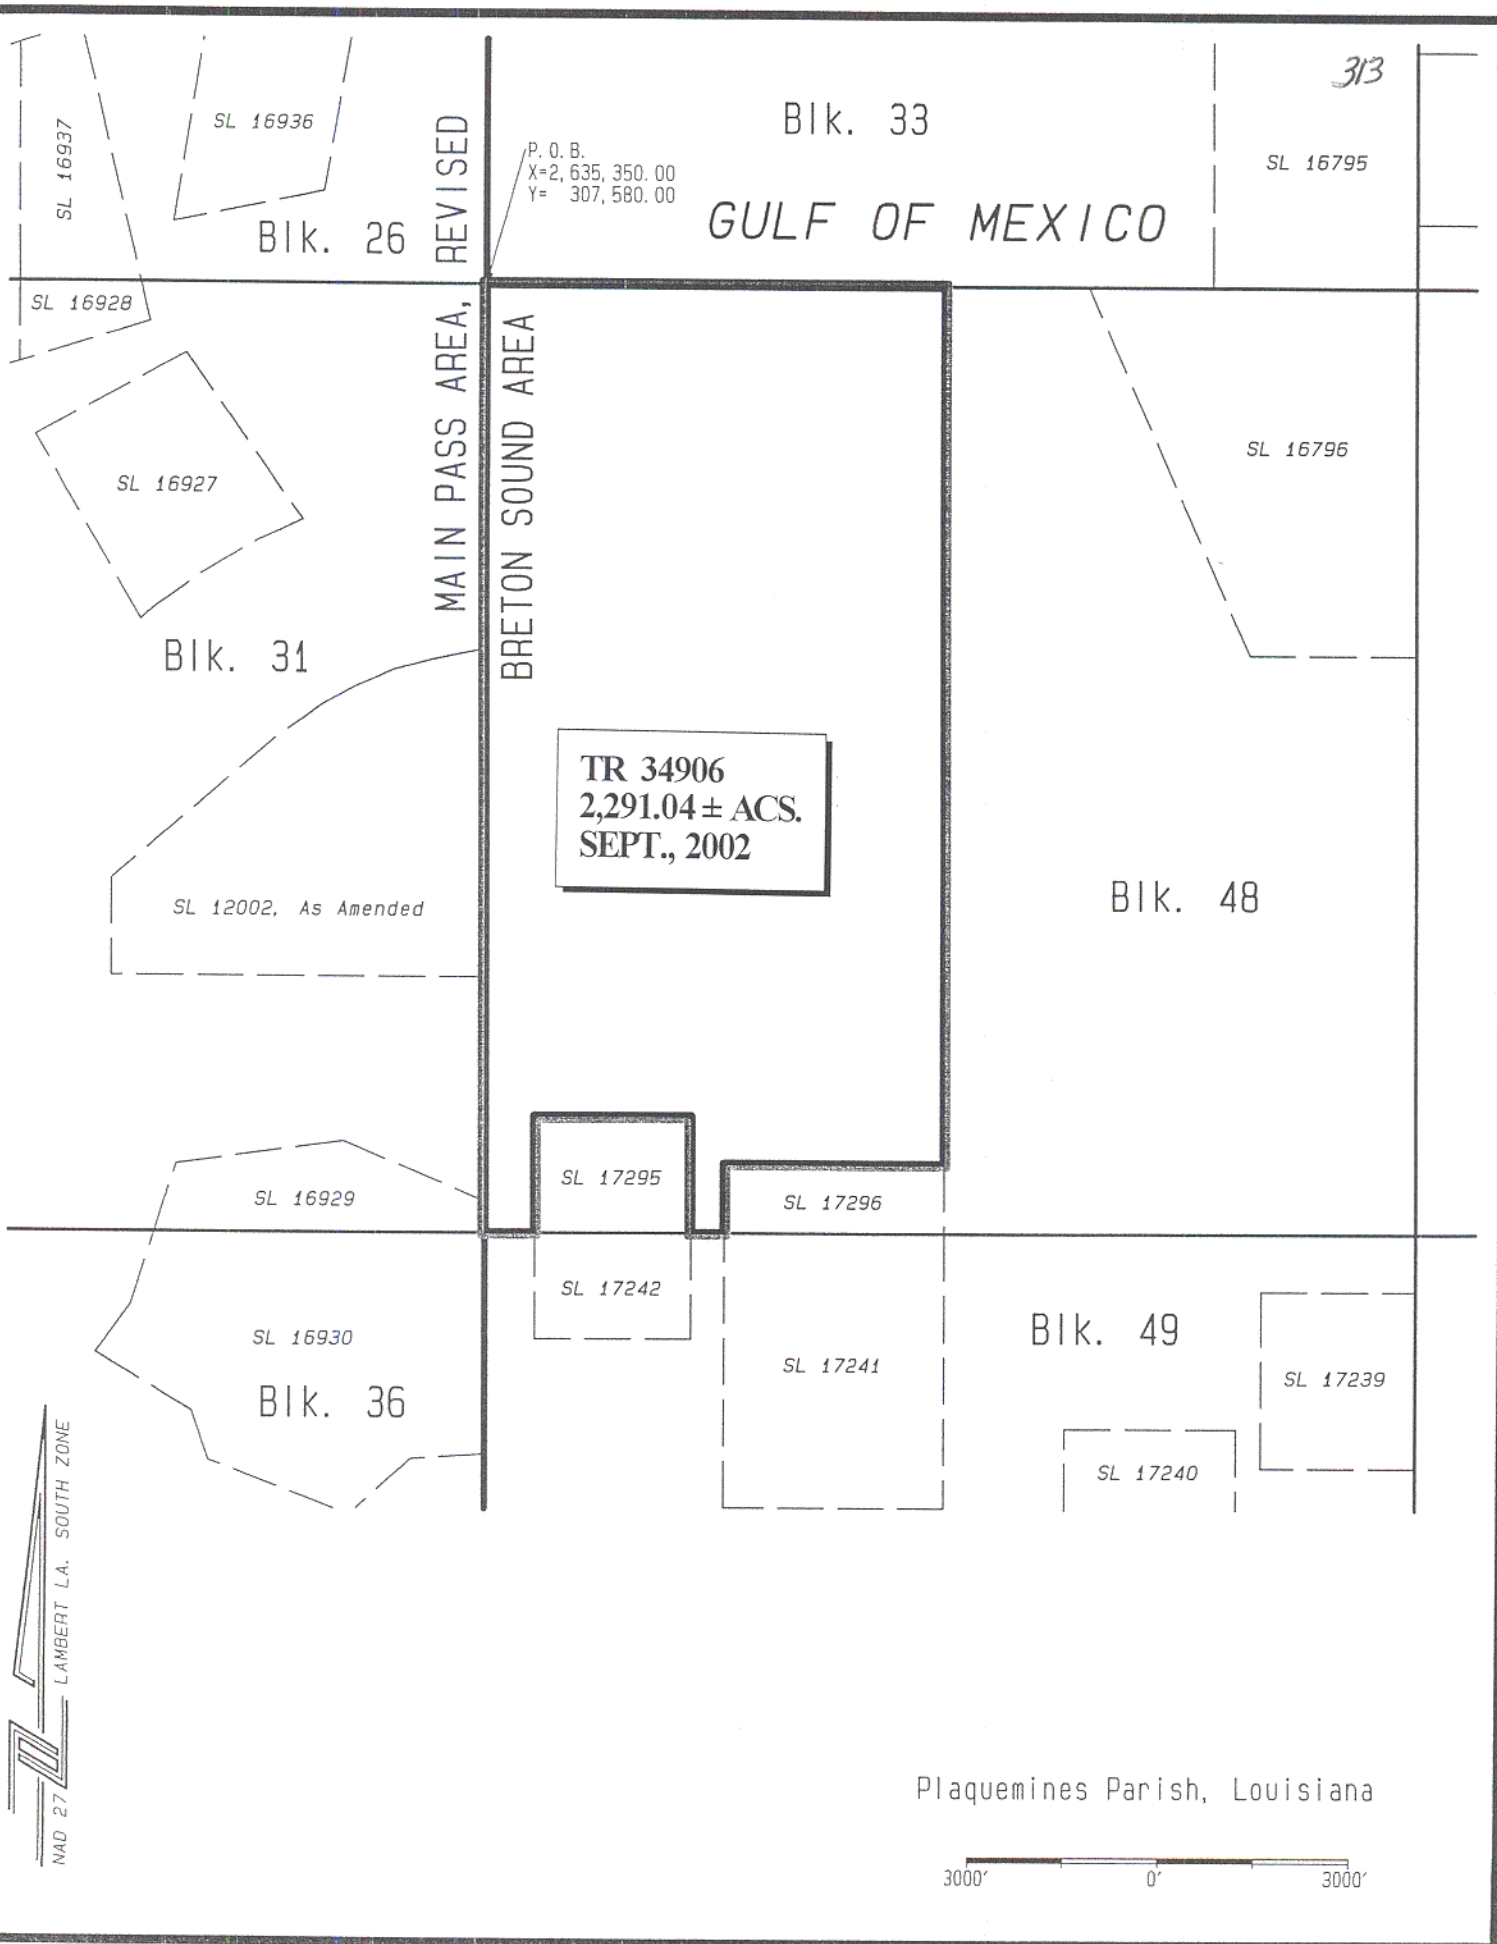 313
SL 16937
SL 16936
Blk. 33
SL 16795
P.O.B.
X=2,635,350.00
Y= 307,580.00
GULF OF MEXICO
Blk. 26
MAIN PASS AREA, REVISED
SL 16928
BRETON SOUND AREA
SL 16796
SL 16927
Blk. 31
TR 34906
2,291.04 ± ACS.
SEPT., 2002
Blk. 48
SL 12002, As Amended
SL 17295
SL 16929
SL 17296
SL 17242
SL 16930
Blk. 49
SL 17241
SL 17239
Blk. 36
SL 17240
NAD 27 LAMBERT LA. SOUTH ZONE
Plaquemines Parish, Louisiana
3000' 0' 3000'